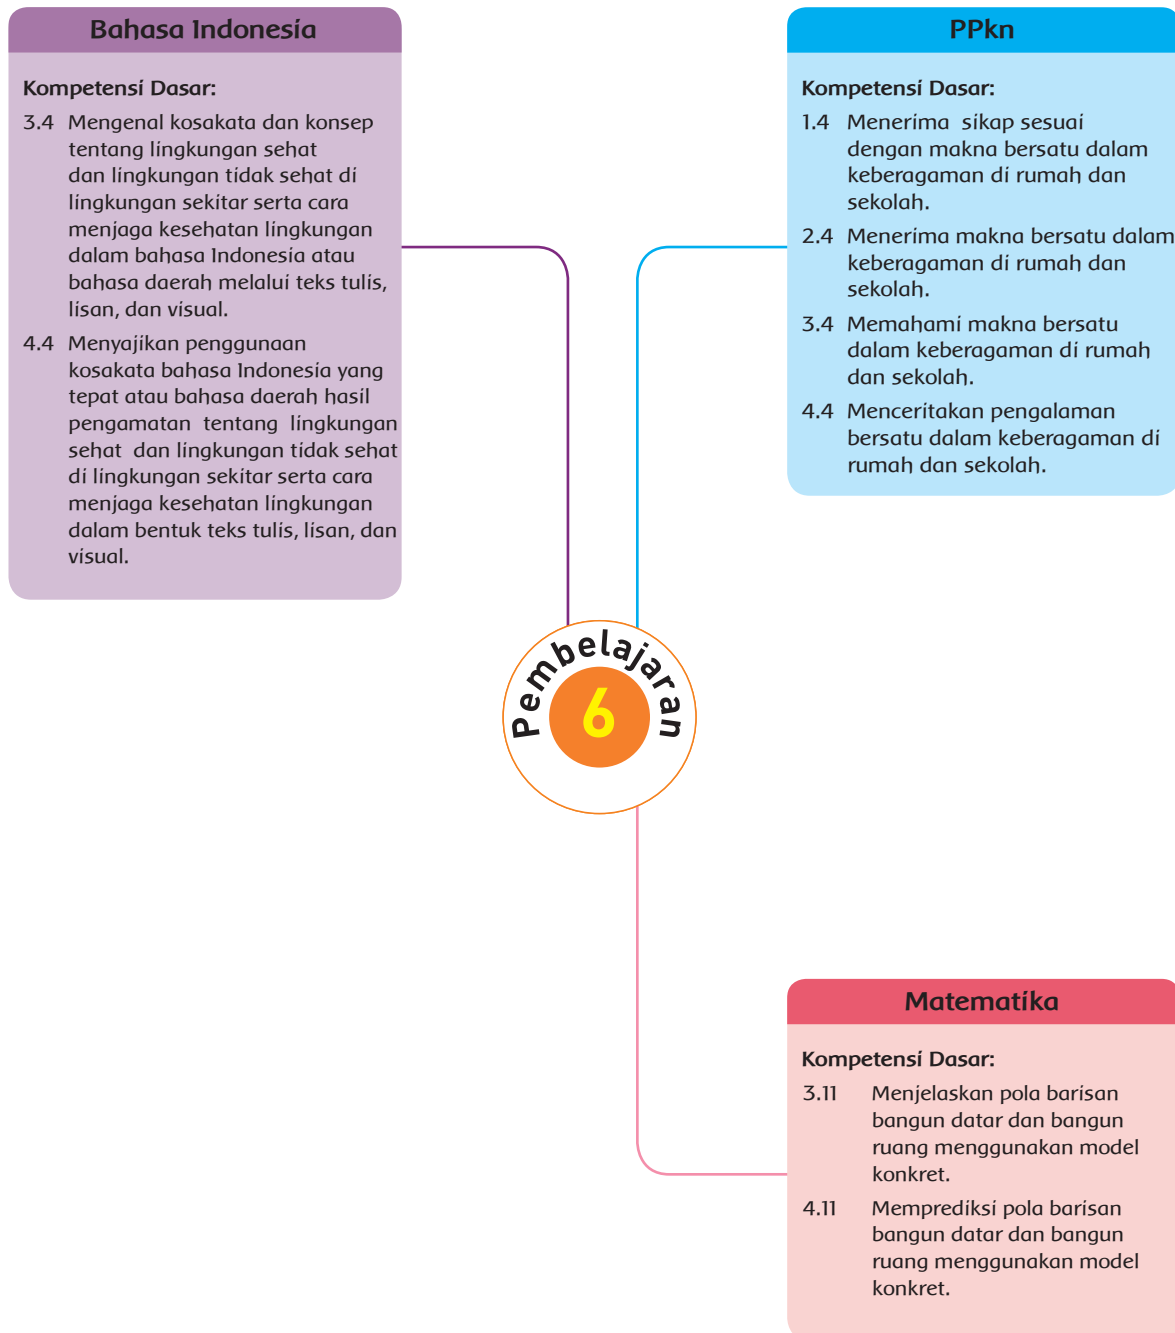 Bahasa Indonesia
Kompetensi Dasar:
3.4 Mengenal kosakata dan konsep
tentang lingkungan sehat
dan lingkungan tidak sehat di
lingkungan sekitar serta cara
menjaga kesehatan lingkungan
dalam bahasa Indonesia atau
bahasa daerah melalui teks tulis,
lisan, dan visual.
4.4 Menyajikan penggunaan
kosakata bahasa Indonesia yang
tepat atau bahasa daerah hasil
pengamatan tentang lingkungan
sehat dan lingkungan tidak sehat
di lingkungan sekitar serta cara
menjaga kesehatan lingkungan
dalam bentuk teks tulis, lisan, dan
visual.
PPkn
Kompetensi Dasar:
1.4 Menerima sikap sesuai
dengan makna bersatu dalam
keberagaman di rumah dan
sekolah.
2.4 Menerima makna bersatu dalam
keberagaman di rumah dan
sekolah.
3.4 Memahami makna bersatu
dalam keberagaman di rumah
dan sekolah.
4.4 Menceritakan pengalaman
bersatu dalam keberagaman di
rumah dan sekolah.
Pembelajaran
6
Matematika
Kompetensi Dasar:
3.11 Menjelaskan pola barisan
bangun datar dan bangun
ruang menggunakan model
konkret.
4.11 Memprediksi pola barisan
bangun datar dan bangun
ruang menggunakan model
konkret.